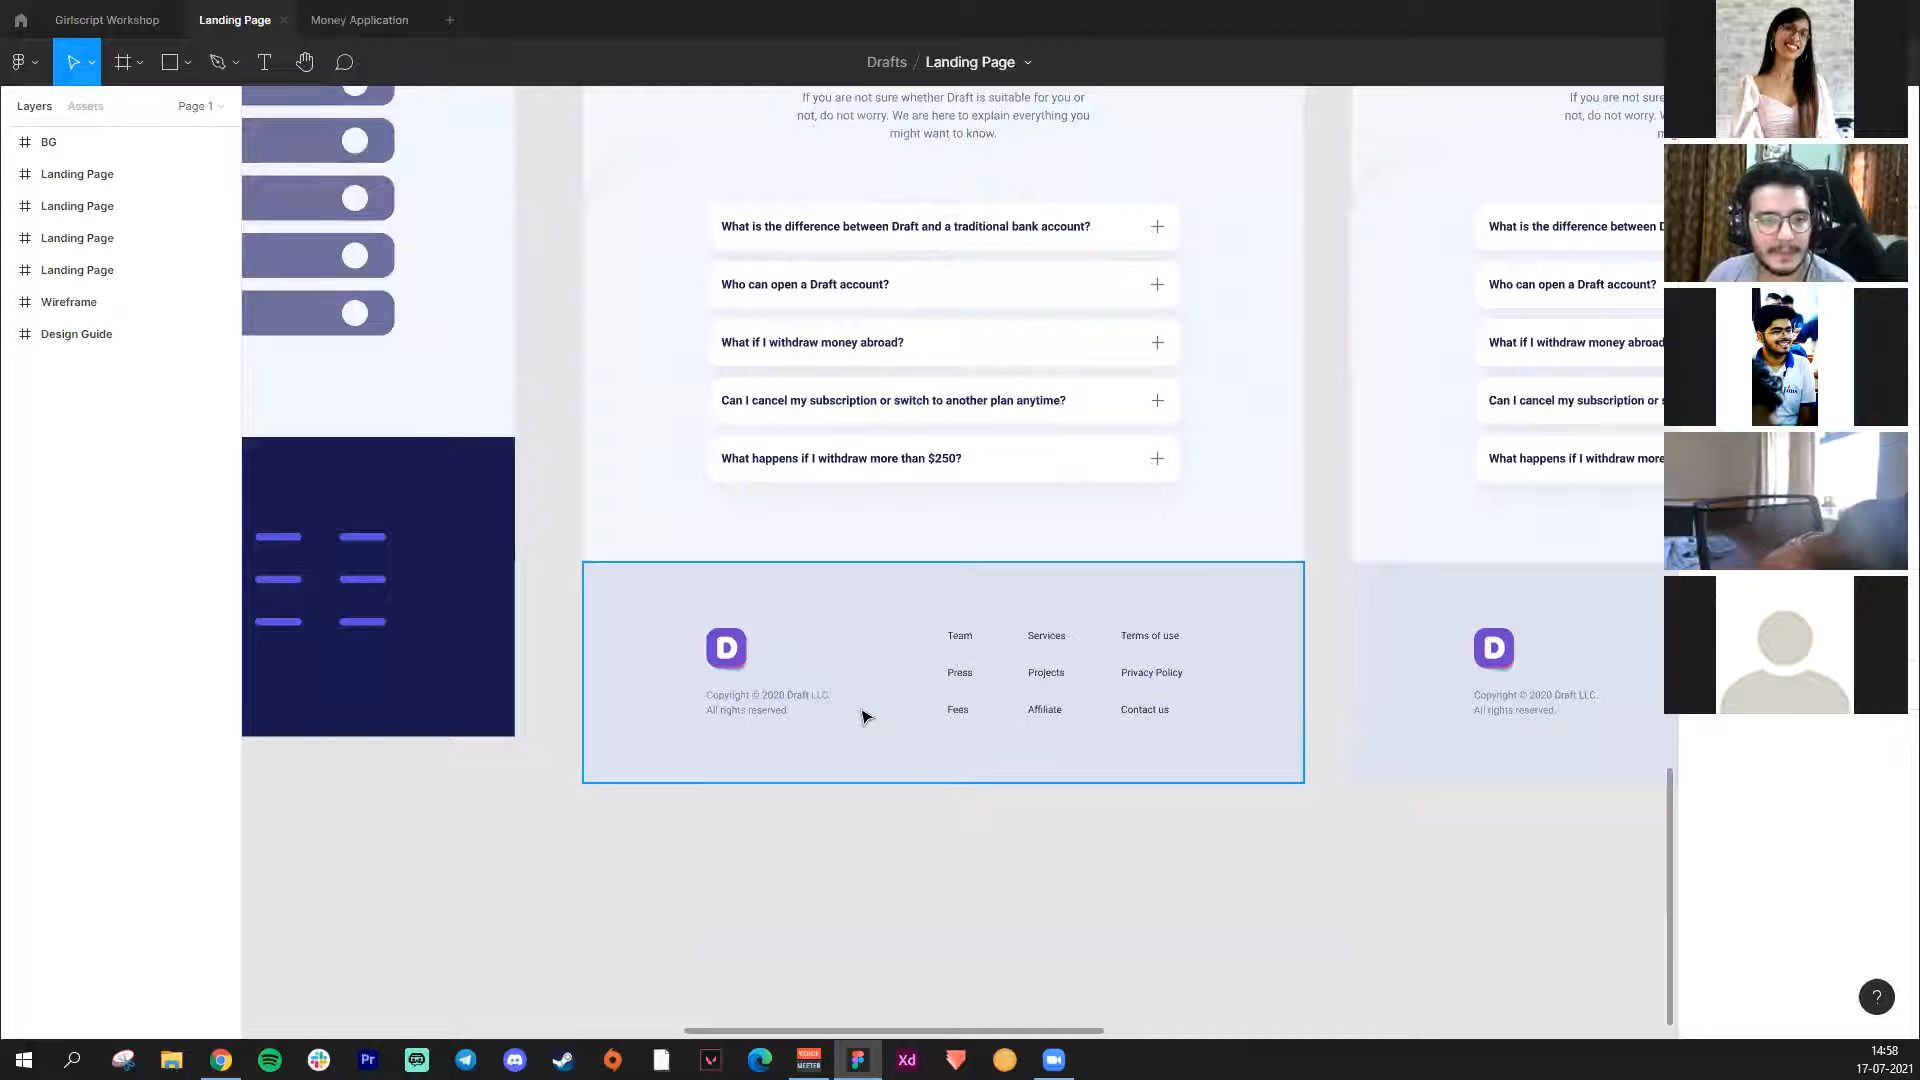 Girlscript Workshop
Landing Page
Money Application
Drafts / Landing Page
Layers
Assets
Page 1
BG
Landing Page
Landing Page
Landing Page
Landing Page
Wireframe
Design Guide
If you are not sure whether Draft is suitable for you or
not, do not worry. We are here to explain everything you
might want to know.
What is the difference between Draft and a traditional bank account?
Who can open a Draft account?
What if I withdraw money abroad?
Can I cancel my subscription or switch to another plan anytime?
What happens if I withdraw more than $250?
D
Copyright © 2020 Draft LLC.
All rights reserved.
Team
Services
Terms of use
Press
Projects
Privacy Policy
Fees
Affiliate
Contact us
If you are not sure
not, do not worry.
What is the difference between
Who can open a Draft account?
What if I withdraw money abroad
Can I cancel my subscription or
What happens if I withdraw more
D
Copyright © 2020 Draft LLC.
All rights reserved.
?
Pr
VOICE
MEETER
Xd
14:58
17-07-2021